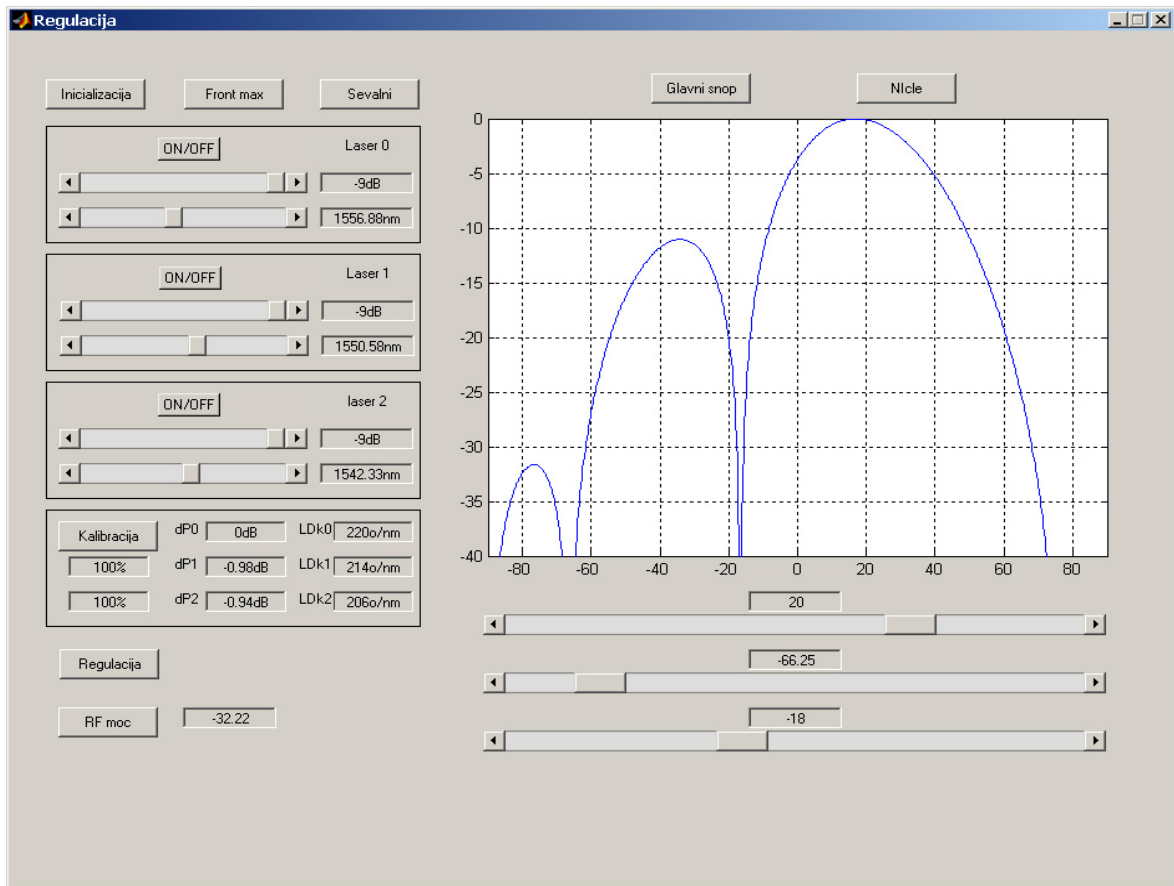 Regulacija
Inicializacija Front max Sevalni
ON/OFF Laser 0
-9dB
1556.88nm
ON/OFF Laser 1
-9dB
1550.58nm
ON/OFF laser 2
-9dB
1542.33nm
Kalibracija dP0 0dB LDk0 220o/nm
100% dP1 -0.98dB LDk1 214o/nm
100% dP2 -0.94dB LDk2 206o/nm
Regulacija
RF moc -32.22
Glavni snop NIcle
0
-5
-10
-15
-20
-25
-30
-35
-40
-80 -60 -40 -20 0 20 40 60 80
20
-66.25
-18